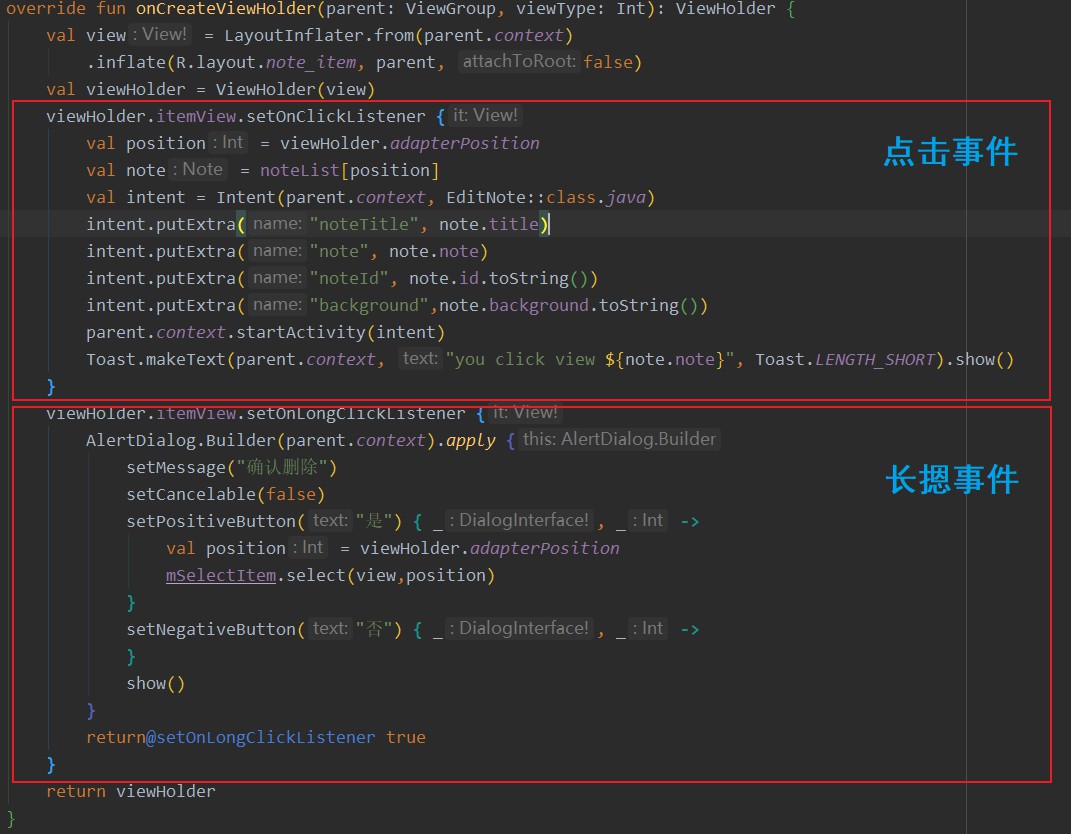 override fun onCreateViewHolder(parent: ViewGroup, viewType: Int): ViewHolder {
val view : View! = LayoutInflater.from(parent.context)
.inflate(R.layout.note_item, parent, attachToRoot: false)
val viewHolder = ViewHolder(view)
viewHolder.itemView.setOnClickListener { it: View!
val position : Int = viewHolder.adapterPosition
点击事件
val note : Note = noteList[position]
val intent = Intent(parent.context, EditNote::class.java)
intent.putExtra( name: "noteTitle", note.title)
intent.putExtra( name: "note", note.note)
intent.putExtra( name: "noteId", note.id.toString())
intent.putExtra( name: "background",note.background.toString())
parent.context.startActivity(intent)
Toast.makeText(parent.context, text: "you click view ${note.note}", Toast.LENGTH_SHORT).show()
}
viewHolder.itemView.setOnLongClickListener { it: View!
AlertDialog.Builder(parent.context).apply { this: AlertDialog.Builder
setMessage("确认删除")
长摁事件
setCancelable(false)
setPositiveButton( text: "是") { _ : DialogInterface! , _ : Int ->
val position : Int = viewHolder.adapterPosition
mSelectItem.select(view,position)
}
setNegativeButton( text: "否") { _ : DialogInterface! , _ : Int ->
}
show()
}
return@setOnLongClickListener true
}
return viewHolder
}